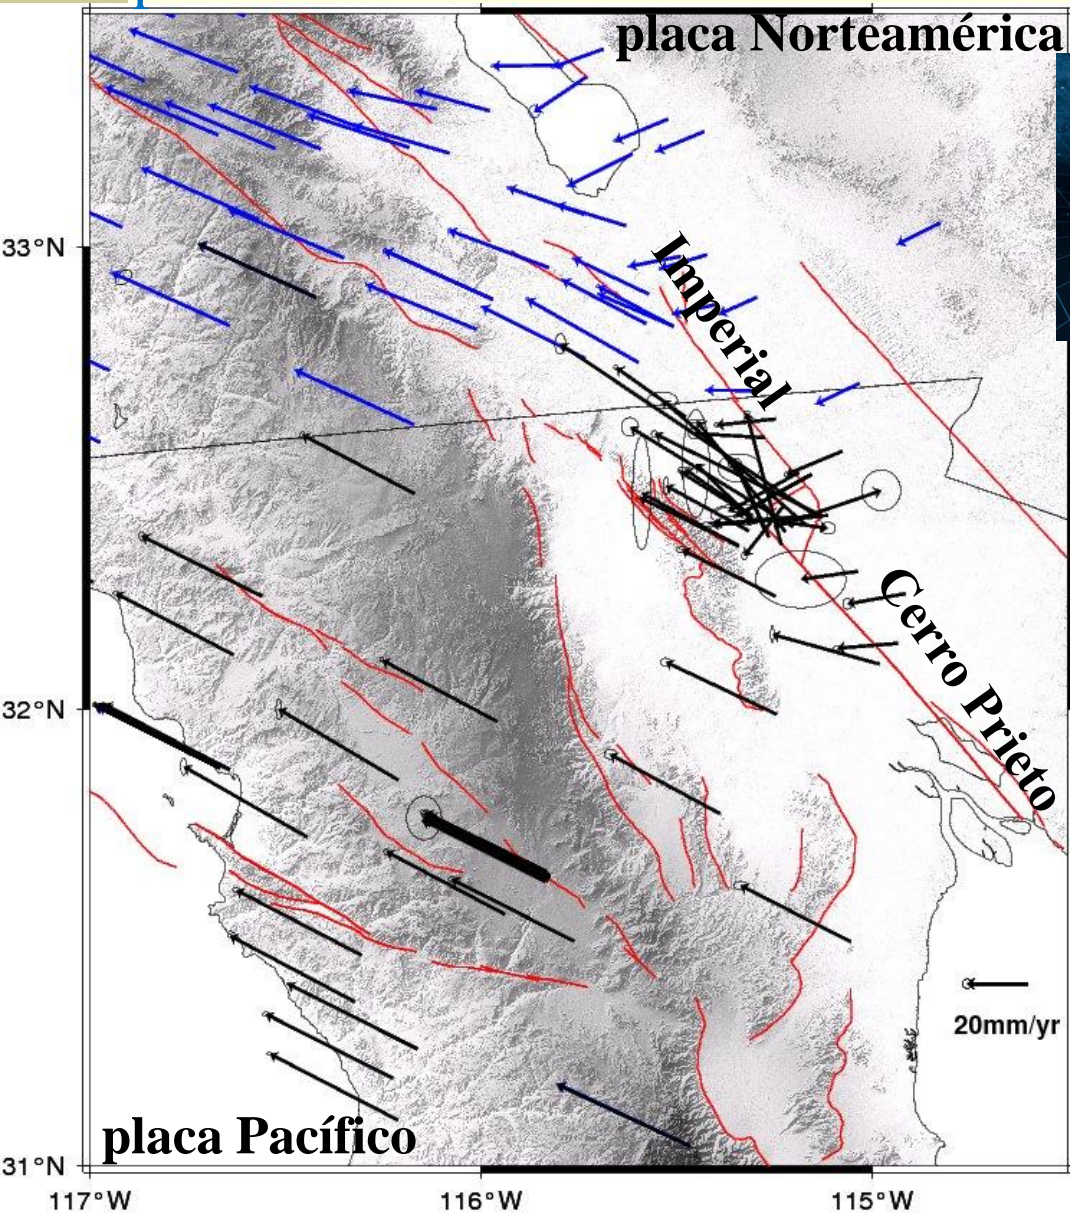 placa Norteamérica
33°N
Imperial
Cerro Prieto
32°N
20mm/yr
placa Pacífico
31°N
117°W
116°W
115°W